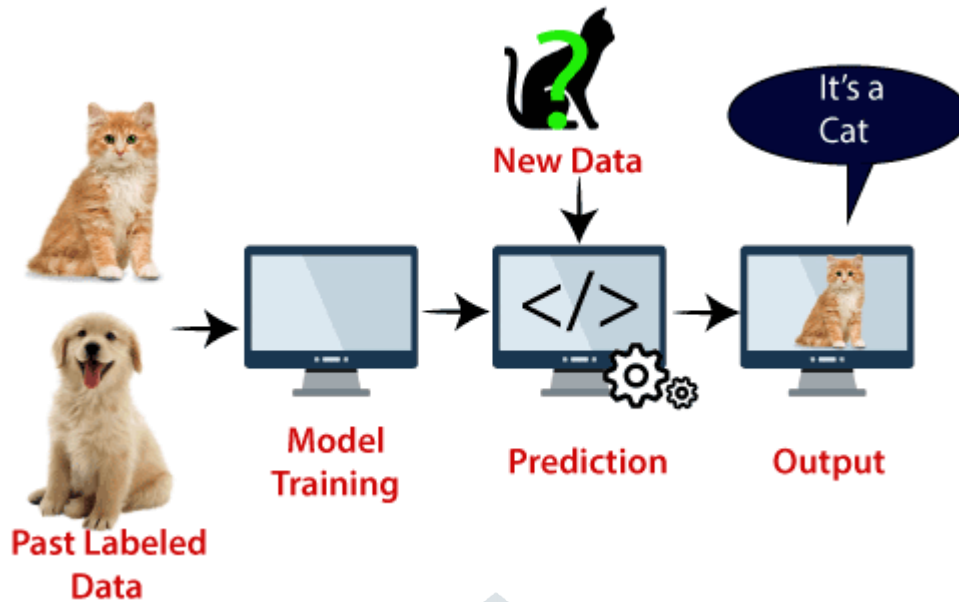 It's a
Cat
?
New Data
</>
Model
Training
Prediction
Output
Past Labeled
Data